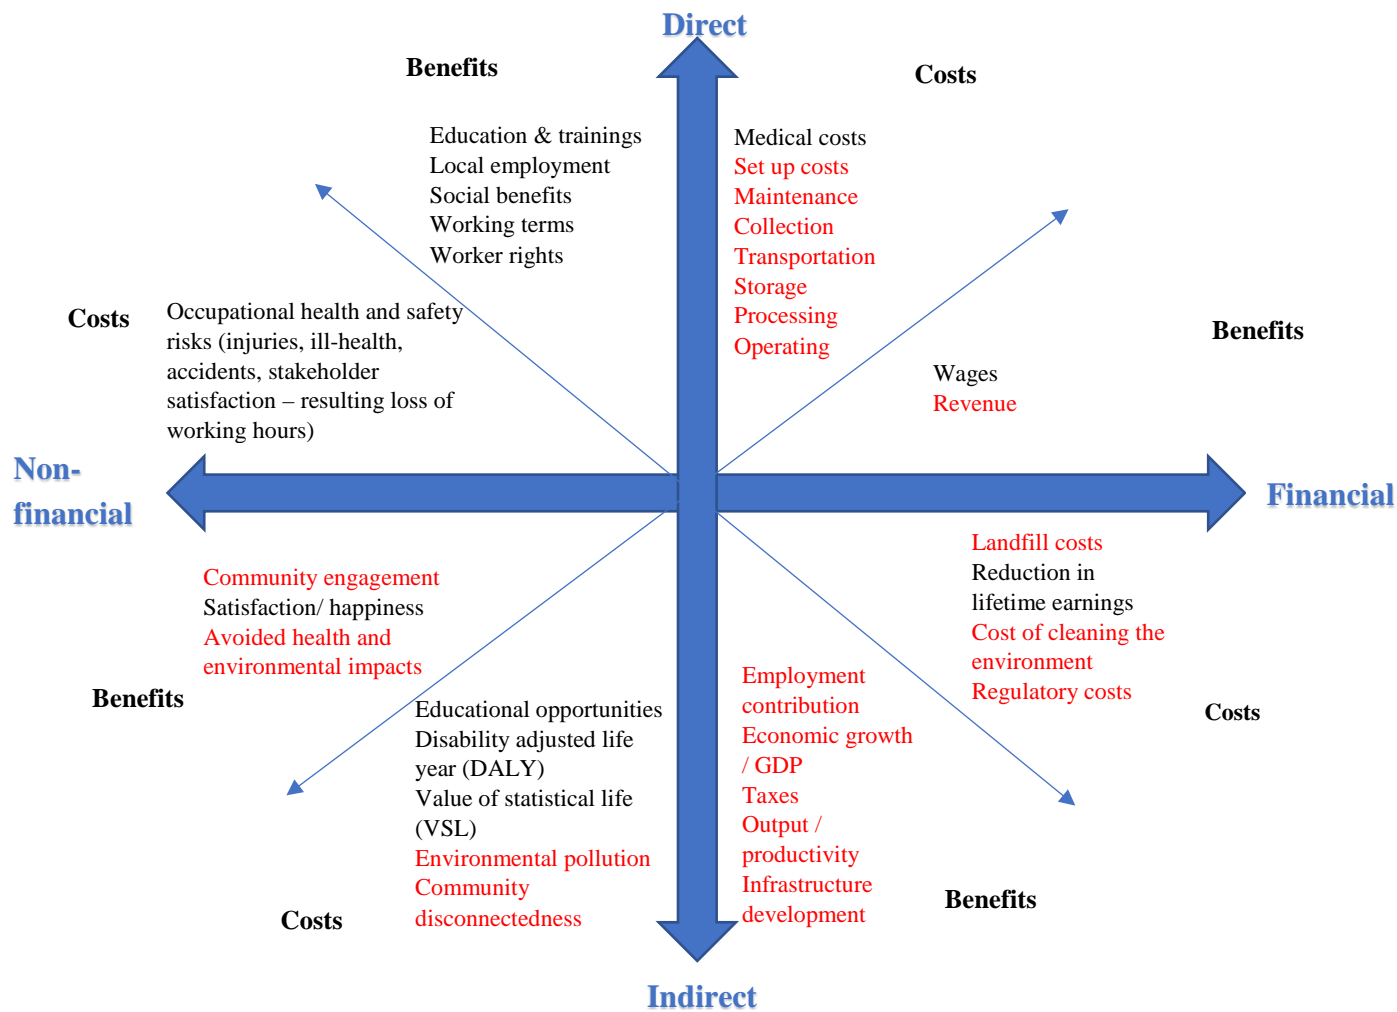 Direct
Benefits
Costs
Education & trainings
Local employment
Social benefits
Working terms
Worker rights
Medical costs
Set up costs
Maintenance
Collection
Transportation
Storage
Processing
Operating
Costs
Occupational health and safety
risks (injuries, ill-health,
accidents, stakeholder
satisfaction – resulting loss of
working hours)
Benefits
Wages
Revenue
Non-
financial
Financial
Community engagement
Satisfaction/ happiness
Avoided health and
environmental impacts
Benefits
Landfill costs
Reduction in
lifetime earnings
Cost of cleaning the
environment
Regulatory costs
Costs
Educational opportunities
Disability adjusted life
year (DALY)
Value of statistical life
(VSL)
Environmental pollution
Community
disconnectedness
Costs
Employment
contribution
Economic growth
/ GDP
Taxes
Output /
productivity
Infrastructure
development
Benefits
Indirect